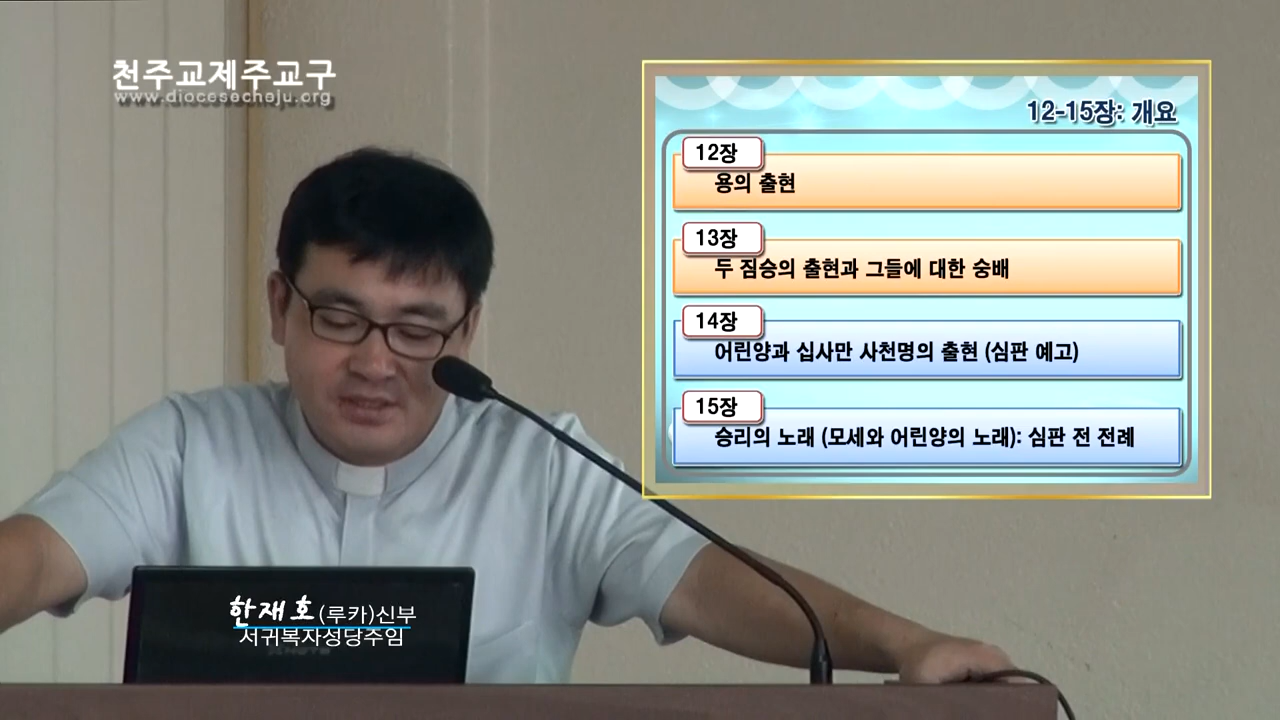 천주교제주교구
www.diocesecheju.org
12-15장: 개요
12장
용의 출현
13장
두 짐승의 출현과 그들에 대한 숭배
14장
어린양과 십사만 사천명의 출현 (심판 예고)
15장
승리의 노래 (모세와 어린양의 노래): 심판 전 전례
한재호(루카)신부
서귀복자성당주임